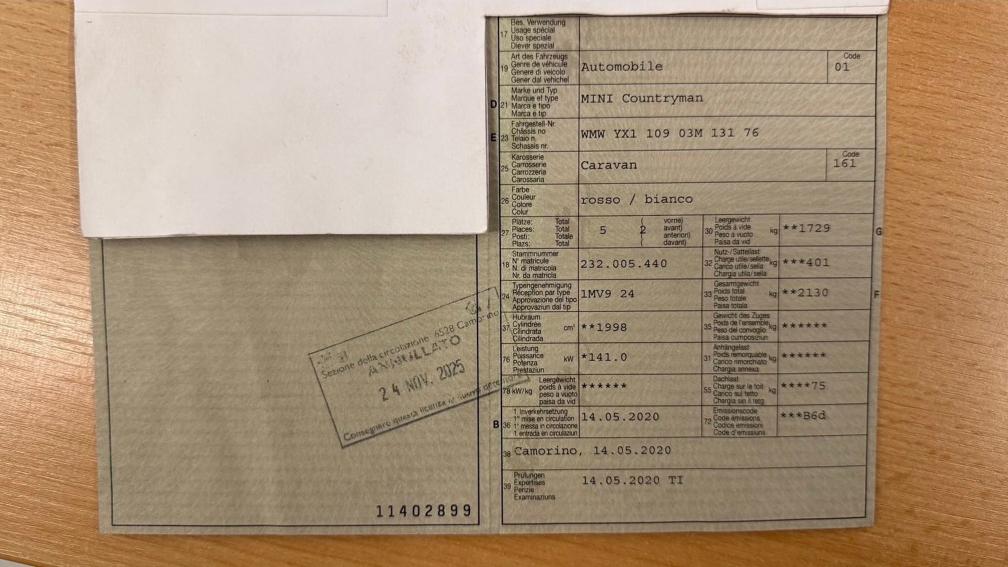 Sezione della circolazione 6528 Camorino
ANNULLATO
24 NOV. 2025
Consegnare questa licenza al nuovo detentore
11402899
17 Bes. Verwendung
Usage spécial
Uso speciale
Diever spezial
19 Art des Fahrzeugs
Genre de véhicule
Genere di veicolo
Gener dal vehichel
Automobile
Code
01
D 21 Marke und Typ
Marque et type
Marca e tipo
Marca e tip
MINI Countryman
E 23 Fahrgestell-Nr.
Châssis no
Telaio n.
Schassis nr.
WMW YX1 109 03M 131 76
25 Karosserie
Carrosserie
Carrozzeria
Carossaria
Caravan
Code
161
26 Farbe
Couleur
Colore
Colur
rosso / bianco
27 Plätze: Total
Places: Total
Posti: Totale
Plazs: Total
5 2
vorne)
avant)
anteriori)
davant)
30 Leergewicht
Poids à vide
Peso a vuoto
Paisa da vid
kg **1729
G
18 Stammnummer
N° matricule
N. di matricola
Nr. da matricla
232.005.440
32 Nutz-/Sattellast
Charge utile/sellette
Carico utile/sella
Chargia utila/sella
kg ***401
24 Typengenehmigung
Réception par type
Approvazione del tipo
Approvaziun dal tip
1MV9 24
33 Gesamtgewicht
Poids total
Peso totale
Paisa totala
kg **2130
F
37 Hubraum
Cylindrée
Cilindrata
Cilindrada
cm³ **1998
35 Gewicht des Zuges
Poids de l'ensemble
Peso del convoglio
Paisa cumposiziun
kg ******
76 Leistung
Puissance
Potenza
Prestaziun
kW *141.0
31 Anhängelast
Poids remorquable
Carico rimorchiato
Chargia annexa
kg ******
78 kW/kg
Leergewicht
poids à vide
peso a vuoto
paisa da vid
******
55 Dachlast
Charge sur le toit
Carico sul tetto
Chargia sin il tetg
kg ****75
B 36 1. Inverkehrsetzung
1re mise en circulation
1a messa in circolazione
1. entrada en circulaziun
14.05.2020
72 Emissionscode
Code émissions
Codice emissioni
Code d'emissiuns
***B6d
38 Camorino, 14.05.2020
39 Prüfungen
Expertises
Perizie
Examinaziuns
14.05.2020 TI